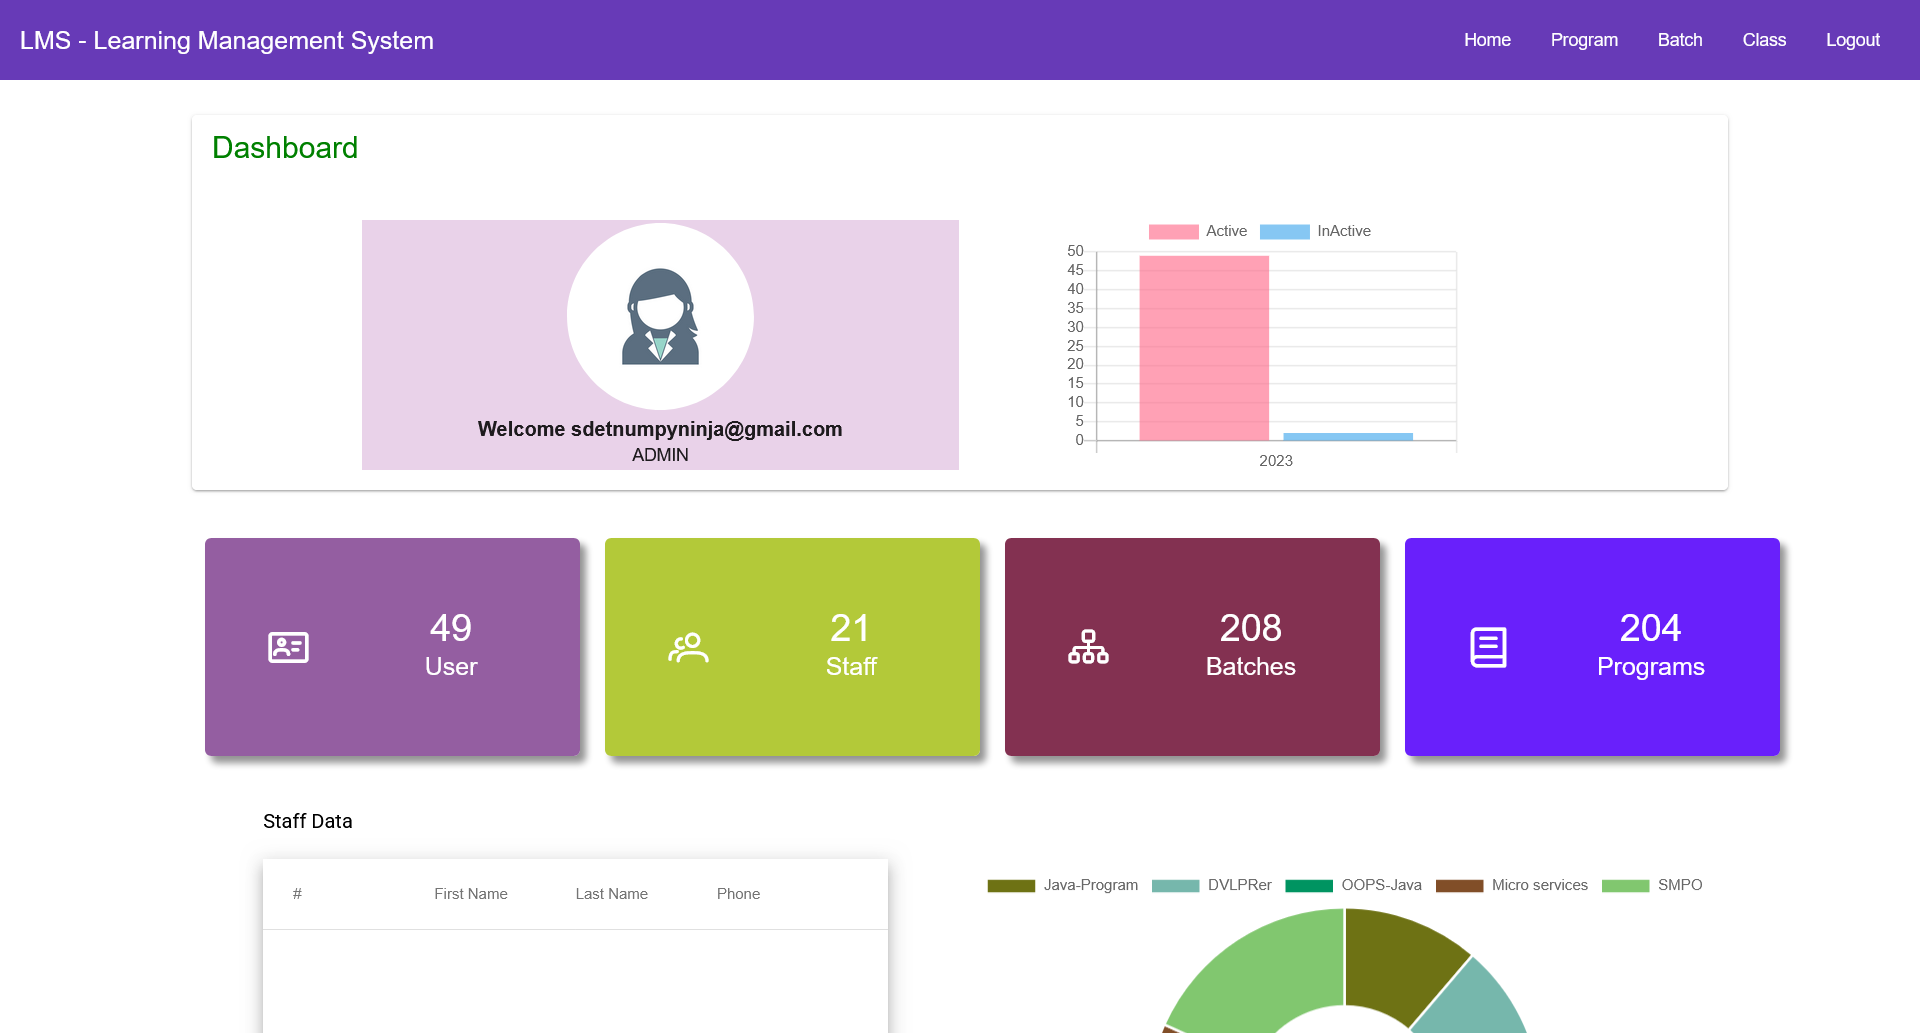 LMS - Learning Management System
Home Program Batch Class Logout
Dashboard
Welcome sdetnumpyninja@gmail.com
ADMIN
Active InActive
50
45
40
35
30
25
20
15
10
5
0
2023
49
User
21
Staff
208
Batches
204
Programs
Staff Data
# First Name Last Name Phone
Java-Program DVLPRer OOPS-Java Micro services SMPO